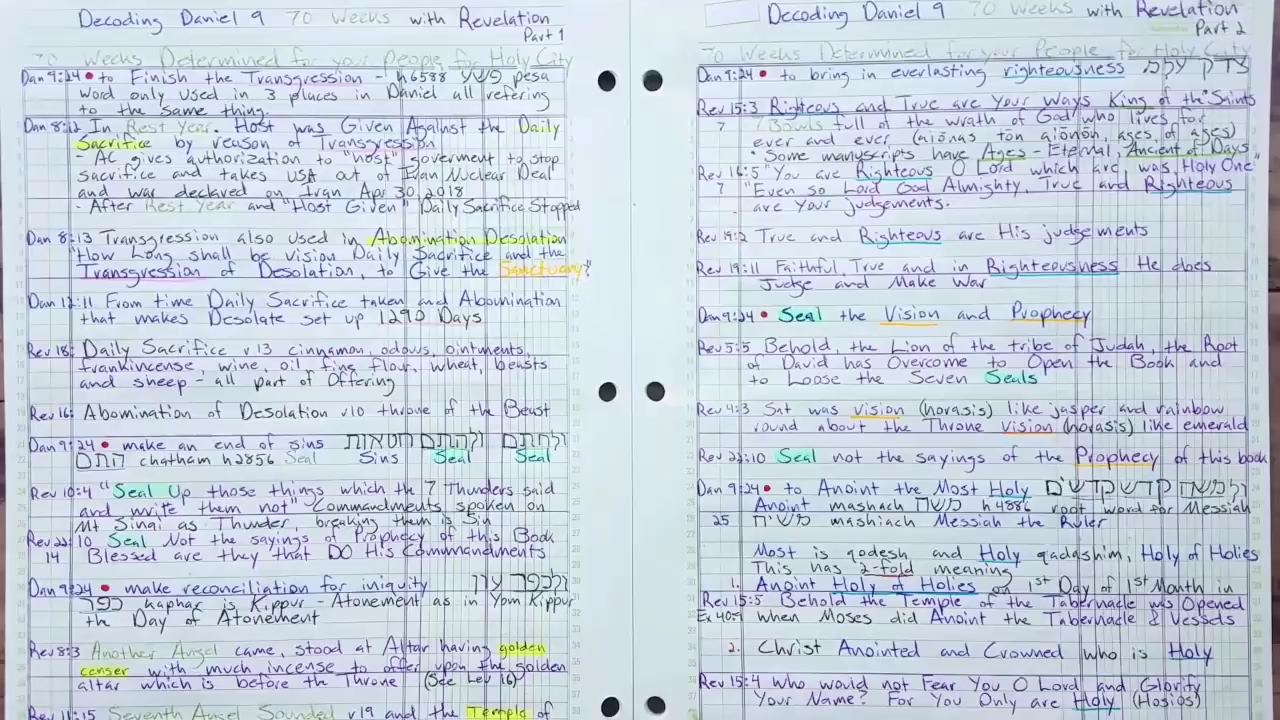 Decoding Daniel 9 70 Weeks with Revelation
Part 1
70 Weeks Determined for your People for Holy City
Dan 9:24 • to Finish the Transgression - h6588 פשע pesa
word only used in 3 places in Daniel all refering
to the same thing.
Dan 8:12 In Rest Year. Host was Given Against the Daily
Sacrifice by reason of Transgression
- AC gives authorization to "host" goverment to stop
sacrifice and takes USA out of Iran Nuclear Deal
and war declared on Iran Apr 30, 2018
- After Rest Year and "Host Given" Daily Sacrifice Stopped
Dan 8:13 Transgression also used in Abomination Desolation
"How Long shall be vision Daily Sacrifice and the
Transgression of Desolation, to Give the Sanctuary?"
Dan 12:11 From time Daily Sacrifice taken and Abomination
that makes Desolate set up 1290 Days
Rev 18: Daily Sacrifice v13 cinnamon, odours, ointments,
frankincense, wine, oil, fine flour, wheat, beasts
and sheep - all part of Offering
Rev 16: Abomination of Desolation v10 throne of the Beast
Dan 9:24 • make an end of sins ולחתם ולהתם חטאות
התם chatham h2856 Seal Sins Seal Seal
Rev 10:4 "Seal Up those things which the 7 Thunders said
and write them not" - Commandments spoken on
Mt Sinai as Thunder, breaking them is Sin
Rev 22:10 Seal Not the sayings of Prophecy of this Book
14 Blessed are they that DO His Commandments
Dan 9:24 • make reconciliation for iniquity ולכפר עון
כפר kaphar is Kippur - Atonement as in Yom Kippur
the Day of Atonement
Rev 8:3 Another Angel came, stood at Altar having golden
censer with much incense to offer upon the golden
altar which is before the Throne (See Lev 16)
Rev 11:15 Seventh Angel Sounded v19 and the Temple of
Decoding Daniel 9 70 Weeks with Revelation
Part 2
70 Weeks Determined for your People for Holy City
Dan 9:24 • to bring in everlasting righteousness צדק עלמים
Rev 15:3 Righteous and True are Your Ways King of the Saints
7 7 Bowls full of the wrath of God who lives for
ever and ever (aiōnas tōn aiōnōn, ages of ages)
• Some manuscripts have Ages - Eternal, Ancient of Days
Rev 16:5 "You are Righteous O Lord which are, was Holy One"
7 "Even so Lord God Almighty, True and Righteous
are Your judgements.
Rev 19:2 True and Righteous are His judgements
Rev 19:11 Faithful, True and in Righteousness He does
Judge and Make War
Dan 9:24 • Seal the Vision and Prophecy
Rev 5:5 Behold, the Lion of the tribe of Judah, the Root
of David has Overcome to Open the Book and
to Loose the Seven Seals
Rev 4:3 Sat was vision (horasis) like jasper and rainbow
round about the Throne vision (horasis) like emerald
Rev 22:10 Seal not the sayings of the Prophecy of this book
Dan 9:24 • to Anoint the Most Holy ולמשח קדש קדשים
Anoint mashach משח h4886 root word for Messiah
25 משיח mashiach Messiah the Ruler
Most is qodesh and Holy qadashim, Holy of Holies
This has 2-fold meaning
1. Anoint Holy of Holies on 1st Day of 1st Month in
Rev 15:5 Behold the Temple of the Tabernacle was Opened
Ex 40:9 when Moses did Anoint the Tabernacle & Vessels
2. Christ Anointed and Crowned who is Holy
Rev 15:4 Who would not Fear You O Lord and Glorify
Your Name? For You Only are Holy (Hosios)